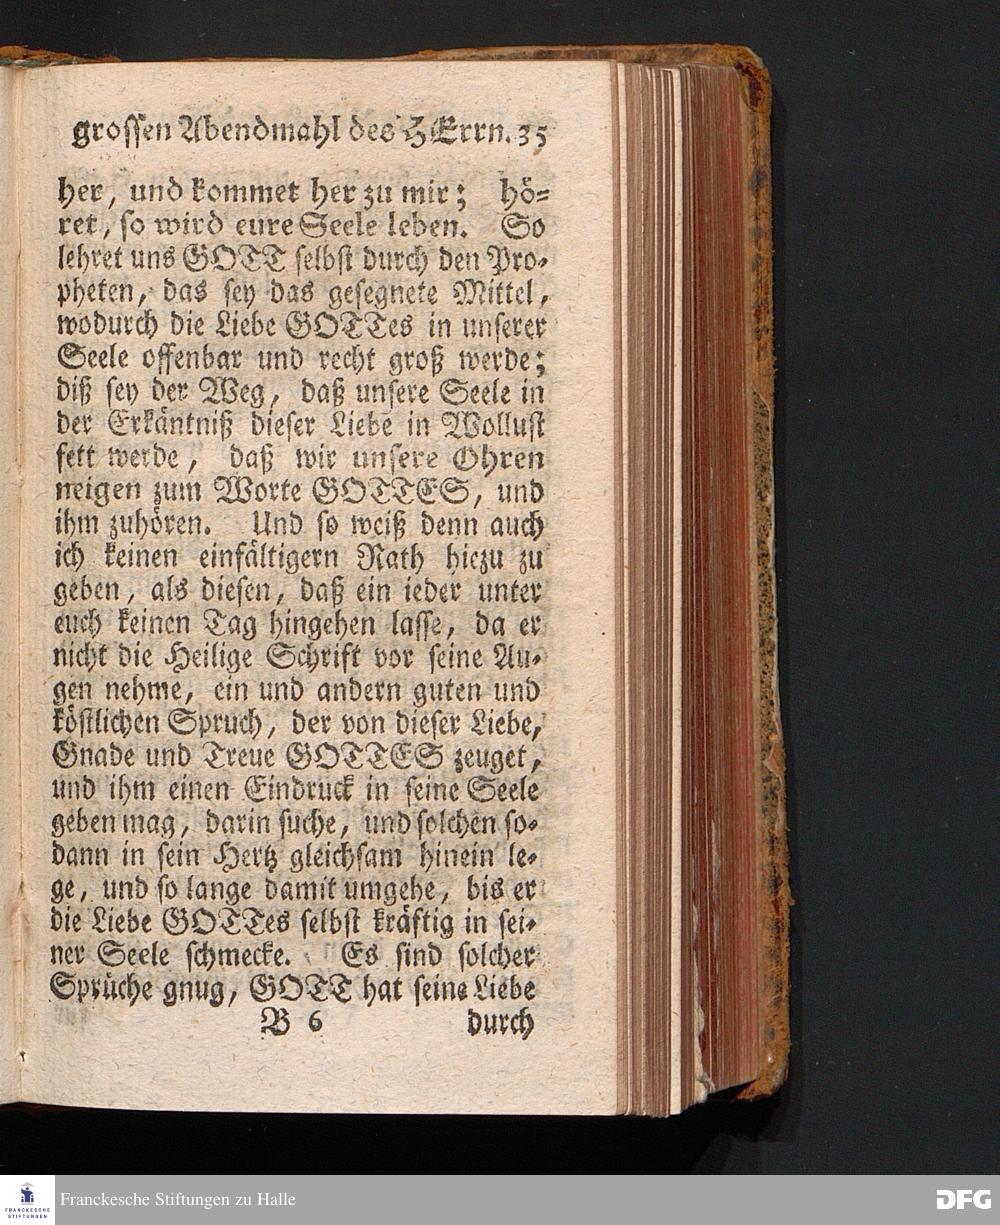 grossen Abendmahl des HErrn. 35
her, und kommet her zu mir; hö=
ret, so wird eure Seele leben. So
lehret uns GOTT selbst durch den Pro=
pheten, das sey das gesegnete Mittel,
wodurch die Liebe GOTTes in unserer
Seele offenbar und recht groß werde;
diß sey der Weg, daß unsere Seele in
der Erkäntniß dieser Liebe in Wollust
fett werde, daß wir unsere Ohren
neigen zum Worte GOTTES, und
ihm zuhören. Und so weiß denn auch
ich keinen einfältigern Rath hiezu zu
geben, als diesen, daß ein ieder unter
euch keinen Tag hingehen lasse, da er
nicht die Heilige Schrift vor seine Au=
gen nehme, ein und andern guten und
köstlichen Spruch, der von dieser Liebe,
Gnade und Treue GOTTES zeuget,
und ihm einen Eindruck in seine Seele
geben mag, darin suche, und solchen so=
dann in sein Hertz gleichsam hinein le=
ge, und so lange damit umgehe, bis er
die Liebe GOTTes selbst kräftig in sei=
ner Seele schmecke. Es sind solcher
Sprüche gnug, GOTT hat seine Liebe
B 6 durch
FRANCKESCHE STIFTUNGEN
Franckesche Stiftungen zu Halle
DFG